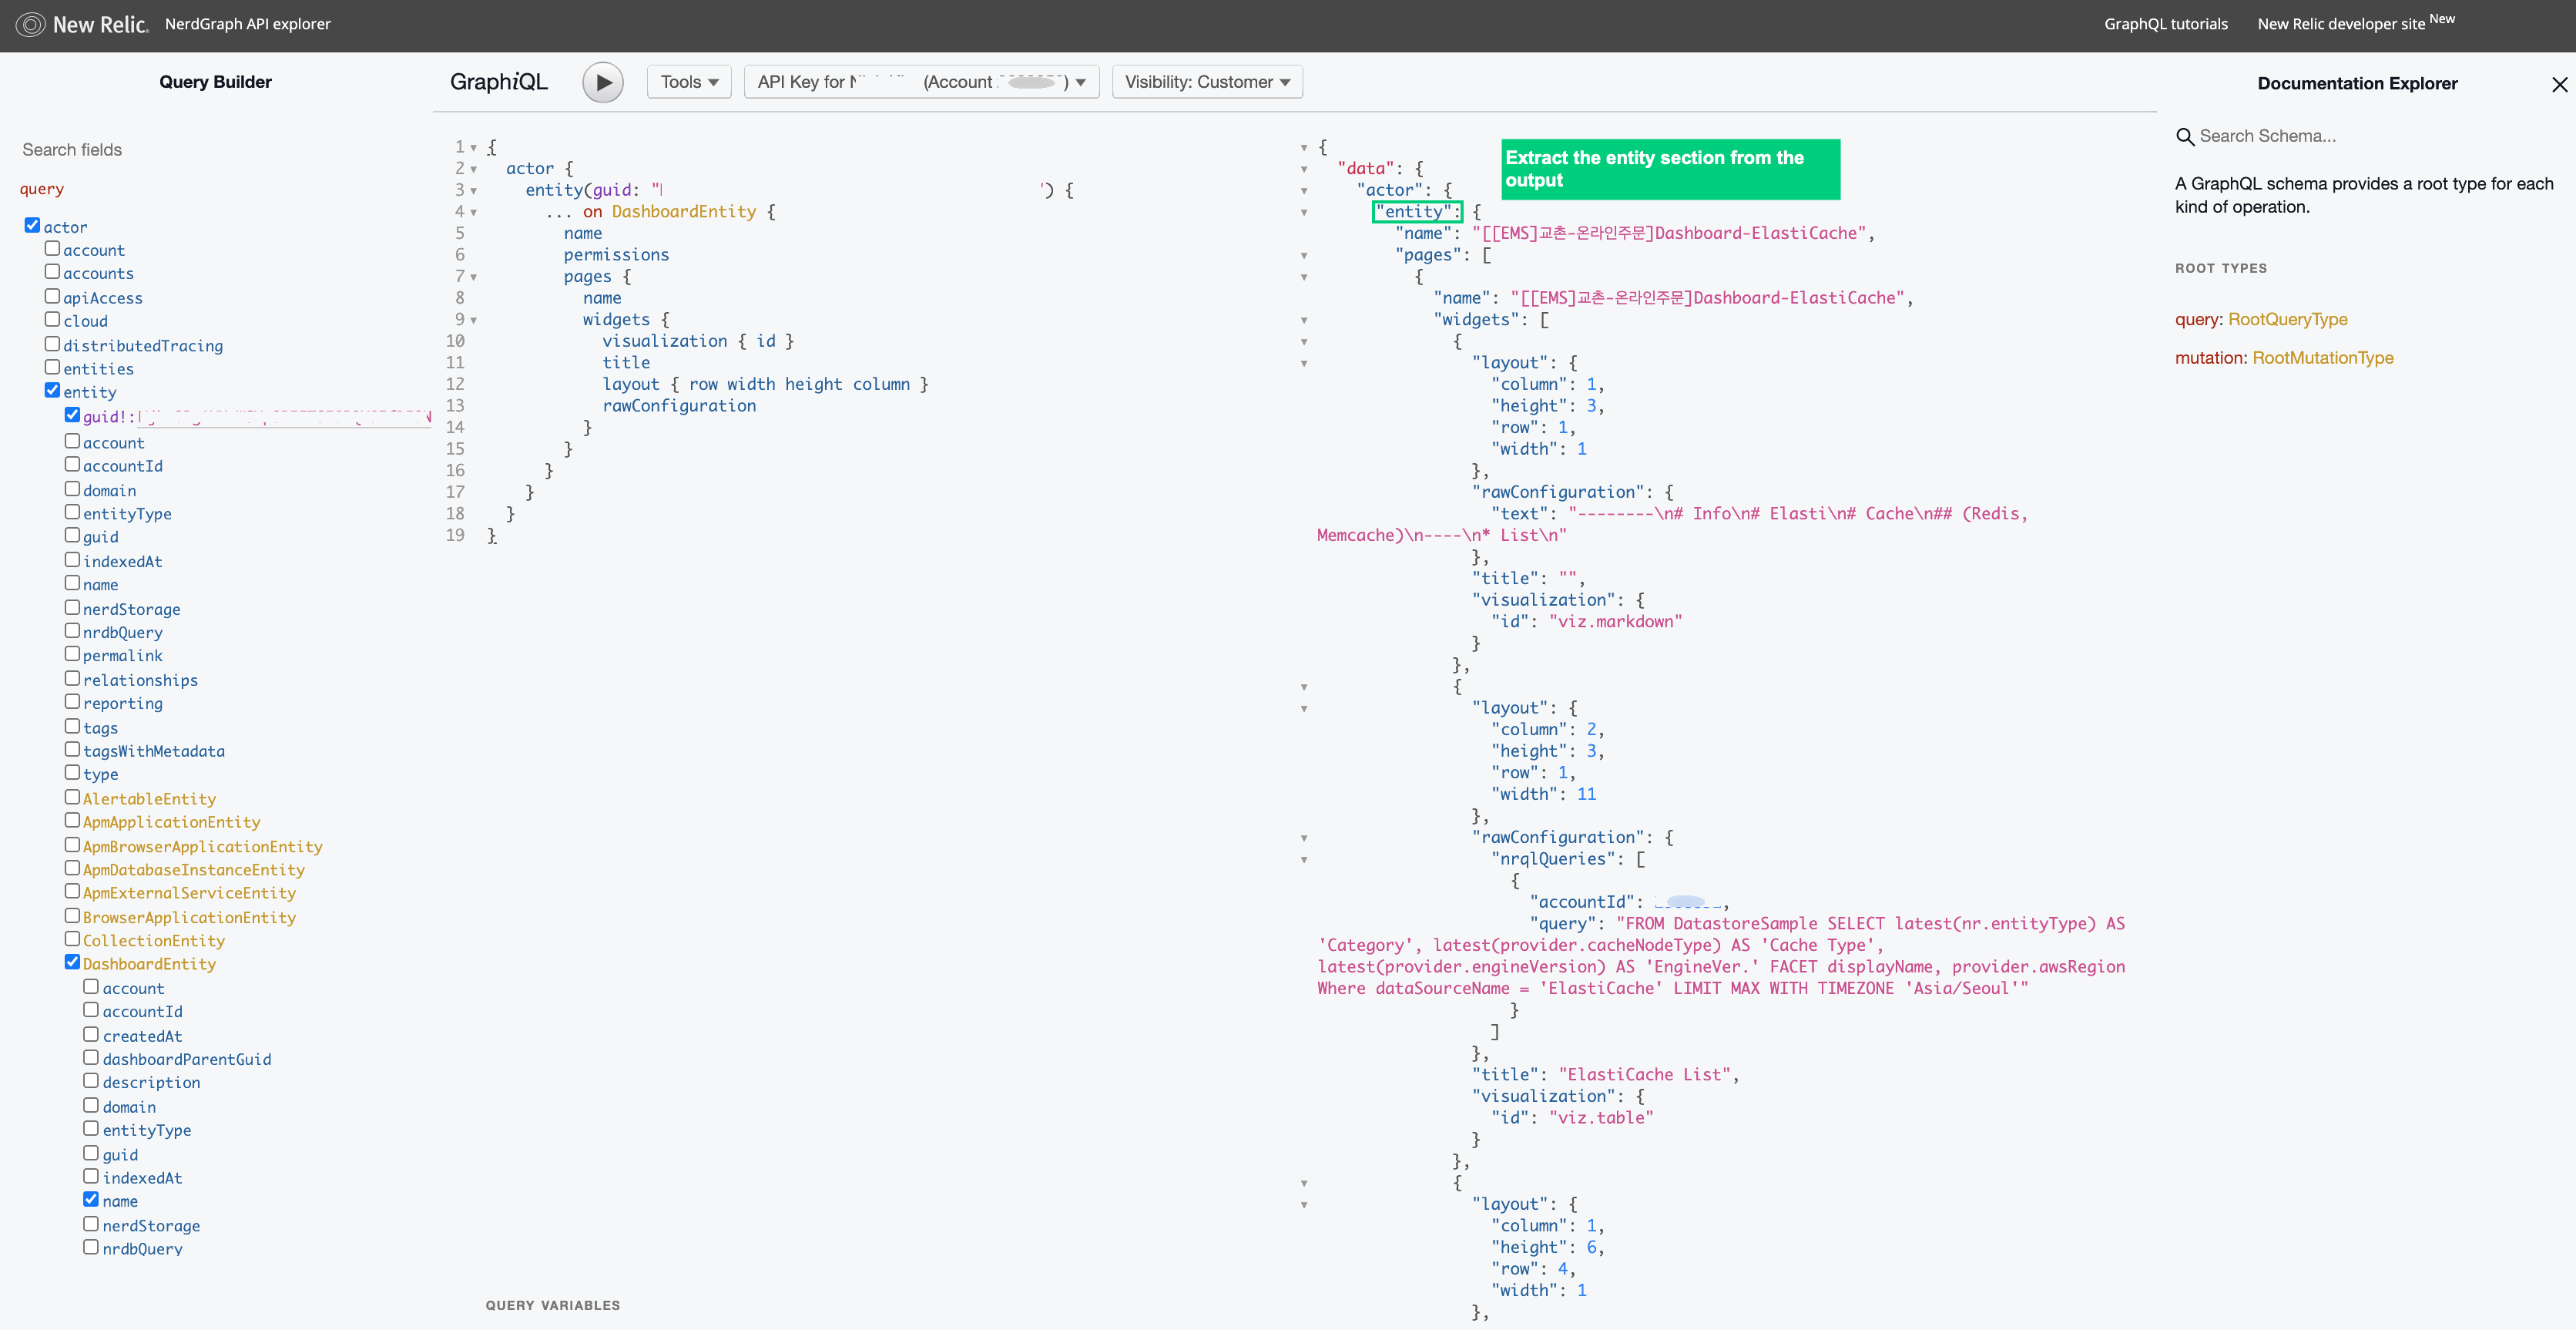 New Relic. NerdGraph API explorer
GraphQL tutorials
New Relic developer site New
Query Builder
Search fields
query
actor
account
accounts
apiAccess
cloud
distributedTracing
entities
entity
guid!:
account
accountId
domain
entityType
guid
indexedAt
name
nerdStorage
nrdbQuery
permalink
relationships
reporting
tags
tagsWithMetadata
type
AlertableEntity
ApmApplicationEntity
ApmBrowserApplicationEntity
ApmDatabaseInstanceEntity
ApmExternalServiceEntity
BrowserApplicationEntity
CollectionEntity
DashboardEntity
account
accountId
createdAt
dashboardParentGuid
description
domain
entityType
guid
indexedAt
name
nerdStorage
nrdbQuery
GraphiQL
Tools
API Key for (Account )
Visibility: Customer
1 {
2 actor {
3 entity(guid: " ") {
4 ... on DashboardEntity {
5 name
6 permissions
7 pages {
8 name
9 widgets {
10 visualization { id }
11 title
12 layout { row width height column }
13 rawConfiguration
14 }
15 }
16 }
17 }
18 }
19 }
QUERY VARIABLES
{
"data": {
"actor": {
"entity": {
"name": "[[EMS]교촌-온라인주문]Dashboard-ElastiCache",
"pages": [
{
"name": "[[EMS]교촌-온라인주문]Dashboard-ElastiCache",
"widgets": [
{
"layout": {
"column": 1,
"height": 3,
"row": 1,
"width": 1
},
"rawConfiguration": {
"text": "--------\n# Info\n# Elasti\n# Cache\n## (Redis,
Memcache)\n----\n* List\n"
},
"title": "",
"visualization": {
"id": "viz.markdown"
}
},
{
"layout": {
"column": 2,
"height": 3,
"row": 1,
"width": 11
},
"rawConfiguration": {
"nrqlQueries": [
{
"accountId": ,
"query": "FROM DatastoreSample SELECT latest(nr.entityType) AS
'Category', latest(provider.cacheNodeType) AS 'Cache Type',
latest(provider.engineVersion) AS 'EngineVer.' FACET displayName, provider.awsRegion
Where dataSourceName = 'ElastiCache' LIMIT MAX WITH TIMEZONE 'Asia/Seoul'"
}
]
},
"title": "ElastiCache List",
"visualization": {
"id": "viz.table"
}
},
{
"layout": {
"column": 1,
"height": 6,
"row": 4,
"width": 1
},
Extract the entity section from the
output
Documentation Explorer
Search Schema...
A GraphQL schema provides a root type for each
kind of operation.
ROOT TYPES
query: RootQueryType
mutation: RootMutationType